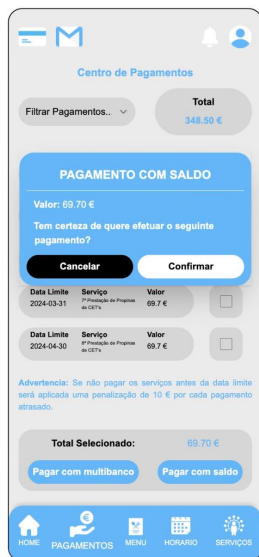 Centro de Pagamentos
Filtrar Pagamentos..
Total
348.50 €
PAGAMENTO COM SALDO
Valor: 69.70 €
Tem certeza de quere efetuar o seguinte
pagamento?
Cancelar Confirmar
Data Limite Serviço Valor
2024-03-31 7ª Prestação de Propinas 69.7 €
de CET's
Data Limite Serviço Valor
2024-04-30 8ª Prestação de Propinas 69.7 €
de CET's
Advertencia: Se não pagar os serviços antes da data limite
será aplicada uma penalização de 10 € por cada pagamento
atrasado.
Total Selecionado: 69.70 €
Pagar com multibanco Pagar com saldo
HOME PAGAMENTOS MENU HORARIO SERVIÇOS